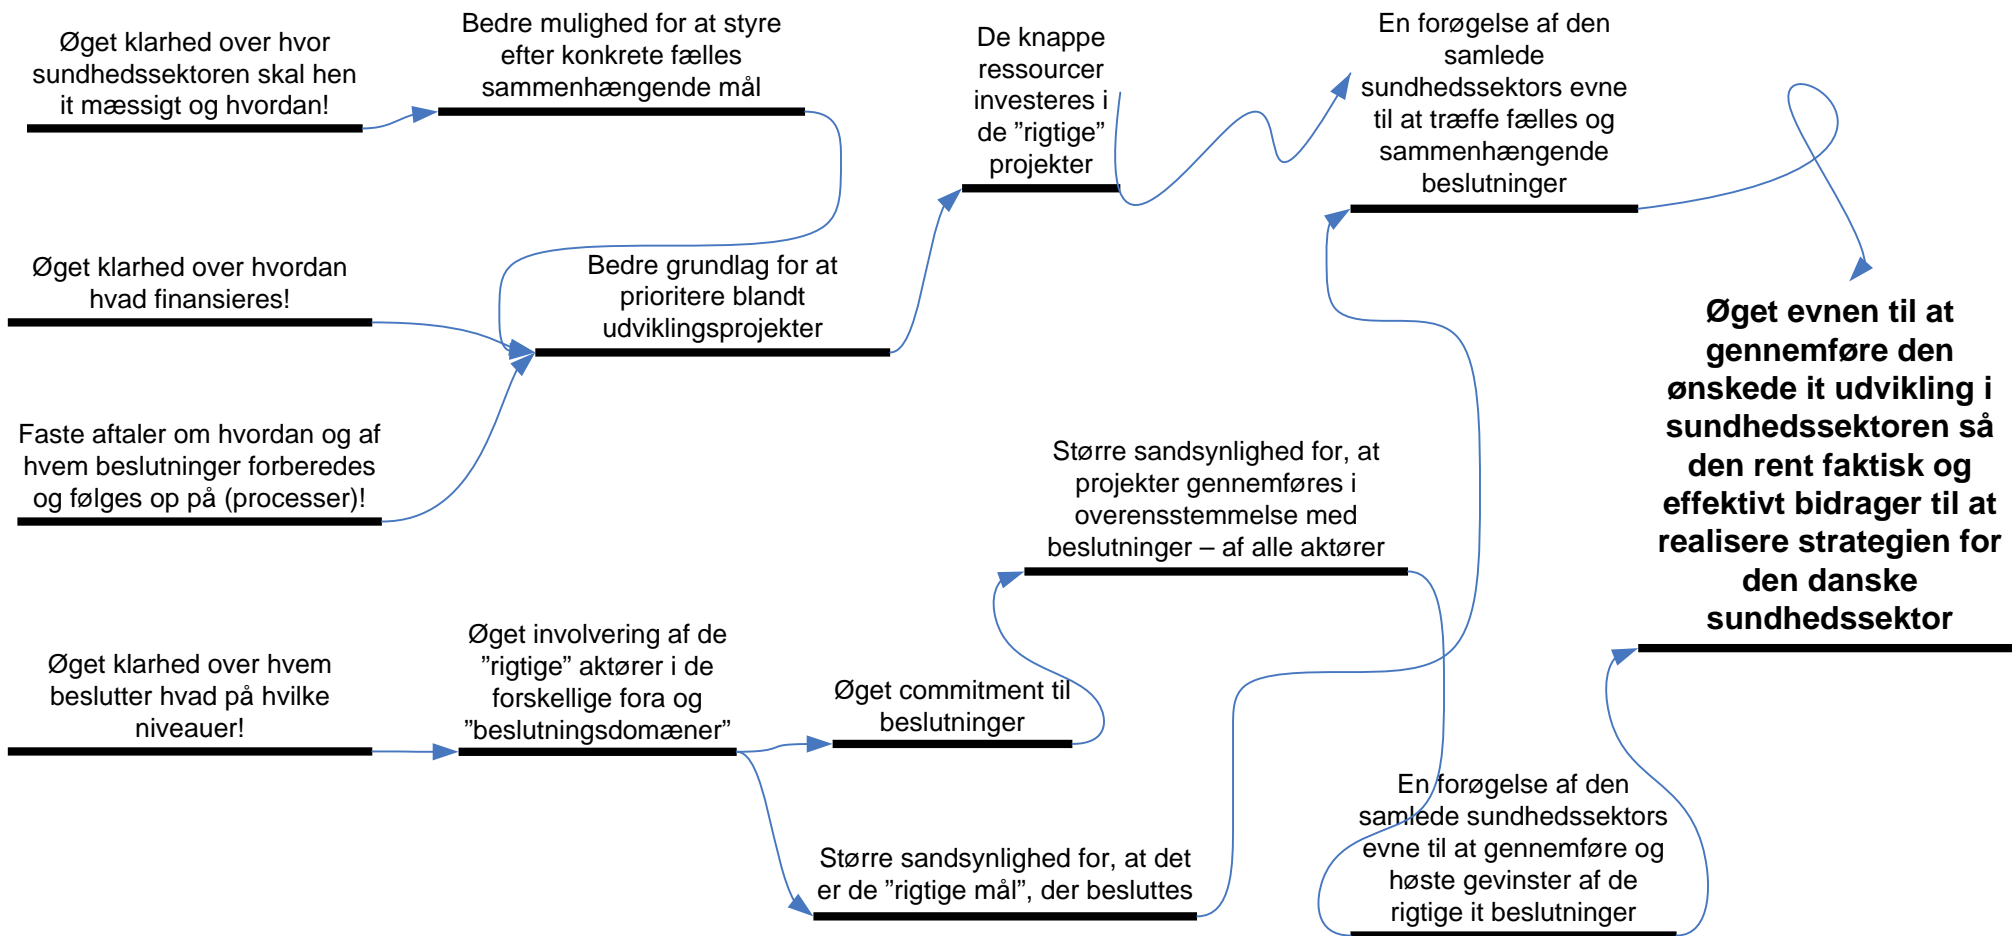 Øget klarhed over hvor
sundhedssektoren skal hen
it mæssigt og hvordan!
Bedre mulighed for at styre
efter konkrete fælles
sammenhængende mål
De knappe
ressourcer
investeres i
de ”rigtige”
projekter
En forøgelse af den
samlede
sundhedssektors evne
til at træffe fælles og
sammenhængende
beslutninger
Øget klarhed over hvordan
hvad finansieres!
Bedre grundlag for at
prioritere blandt
udviklingsprojekter
Øget evnen til at
gennemføre den
ønskede it udvikling i
sundhedssektoren så
den rent faktisk og
effektivt bidrager til at
realisere strategien for
den danske
sundhedssektor
Faste aftaler om hvordan og af
hvem beslutninger forberedes
og følges op på (processer)!
Større sandsynlighed for, at
projekter gennemføres i
overensstemmelse med
beslutninger – af alle aktører
Øget klarhed over hvem
beslutter hvad på hvilke
niveauer!
Øget involvering af de
”rigtige” aktører i de
forskellige fora og
”beslutningsdomæner”
Øget commitment til
beslutninger
Større sandsynlighed for, at det
er de ”rigtige mål”, der besluttes
En forøgelse af den
samlede sundhedssektors
evne til at gennemføre og
høste gevinster af de
rigtige it beslutninger